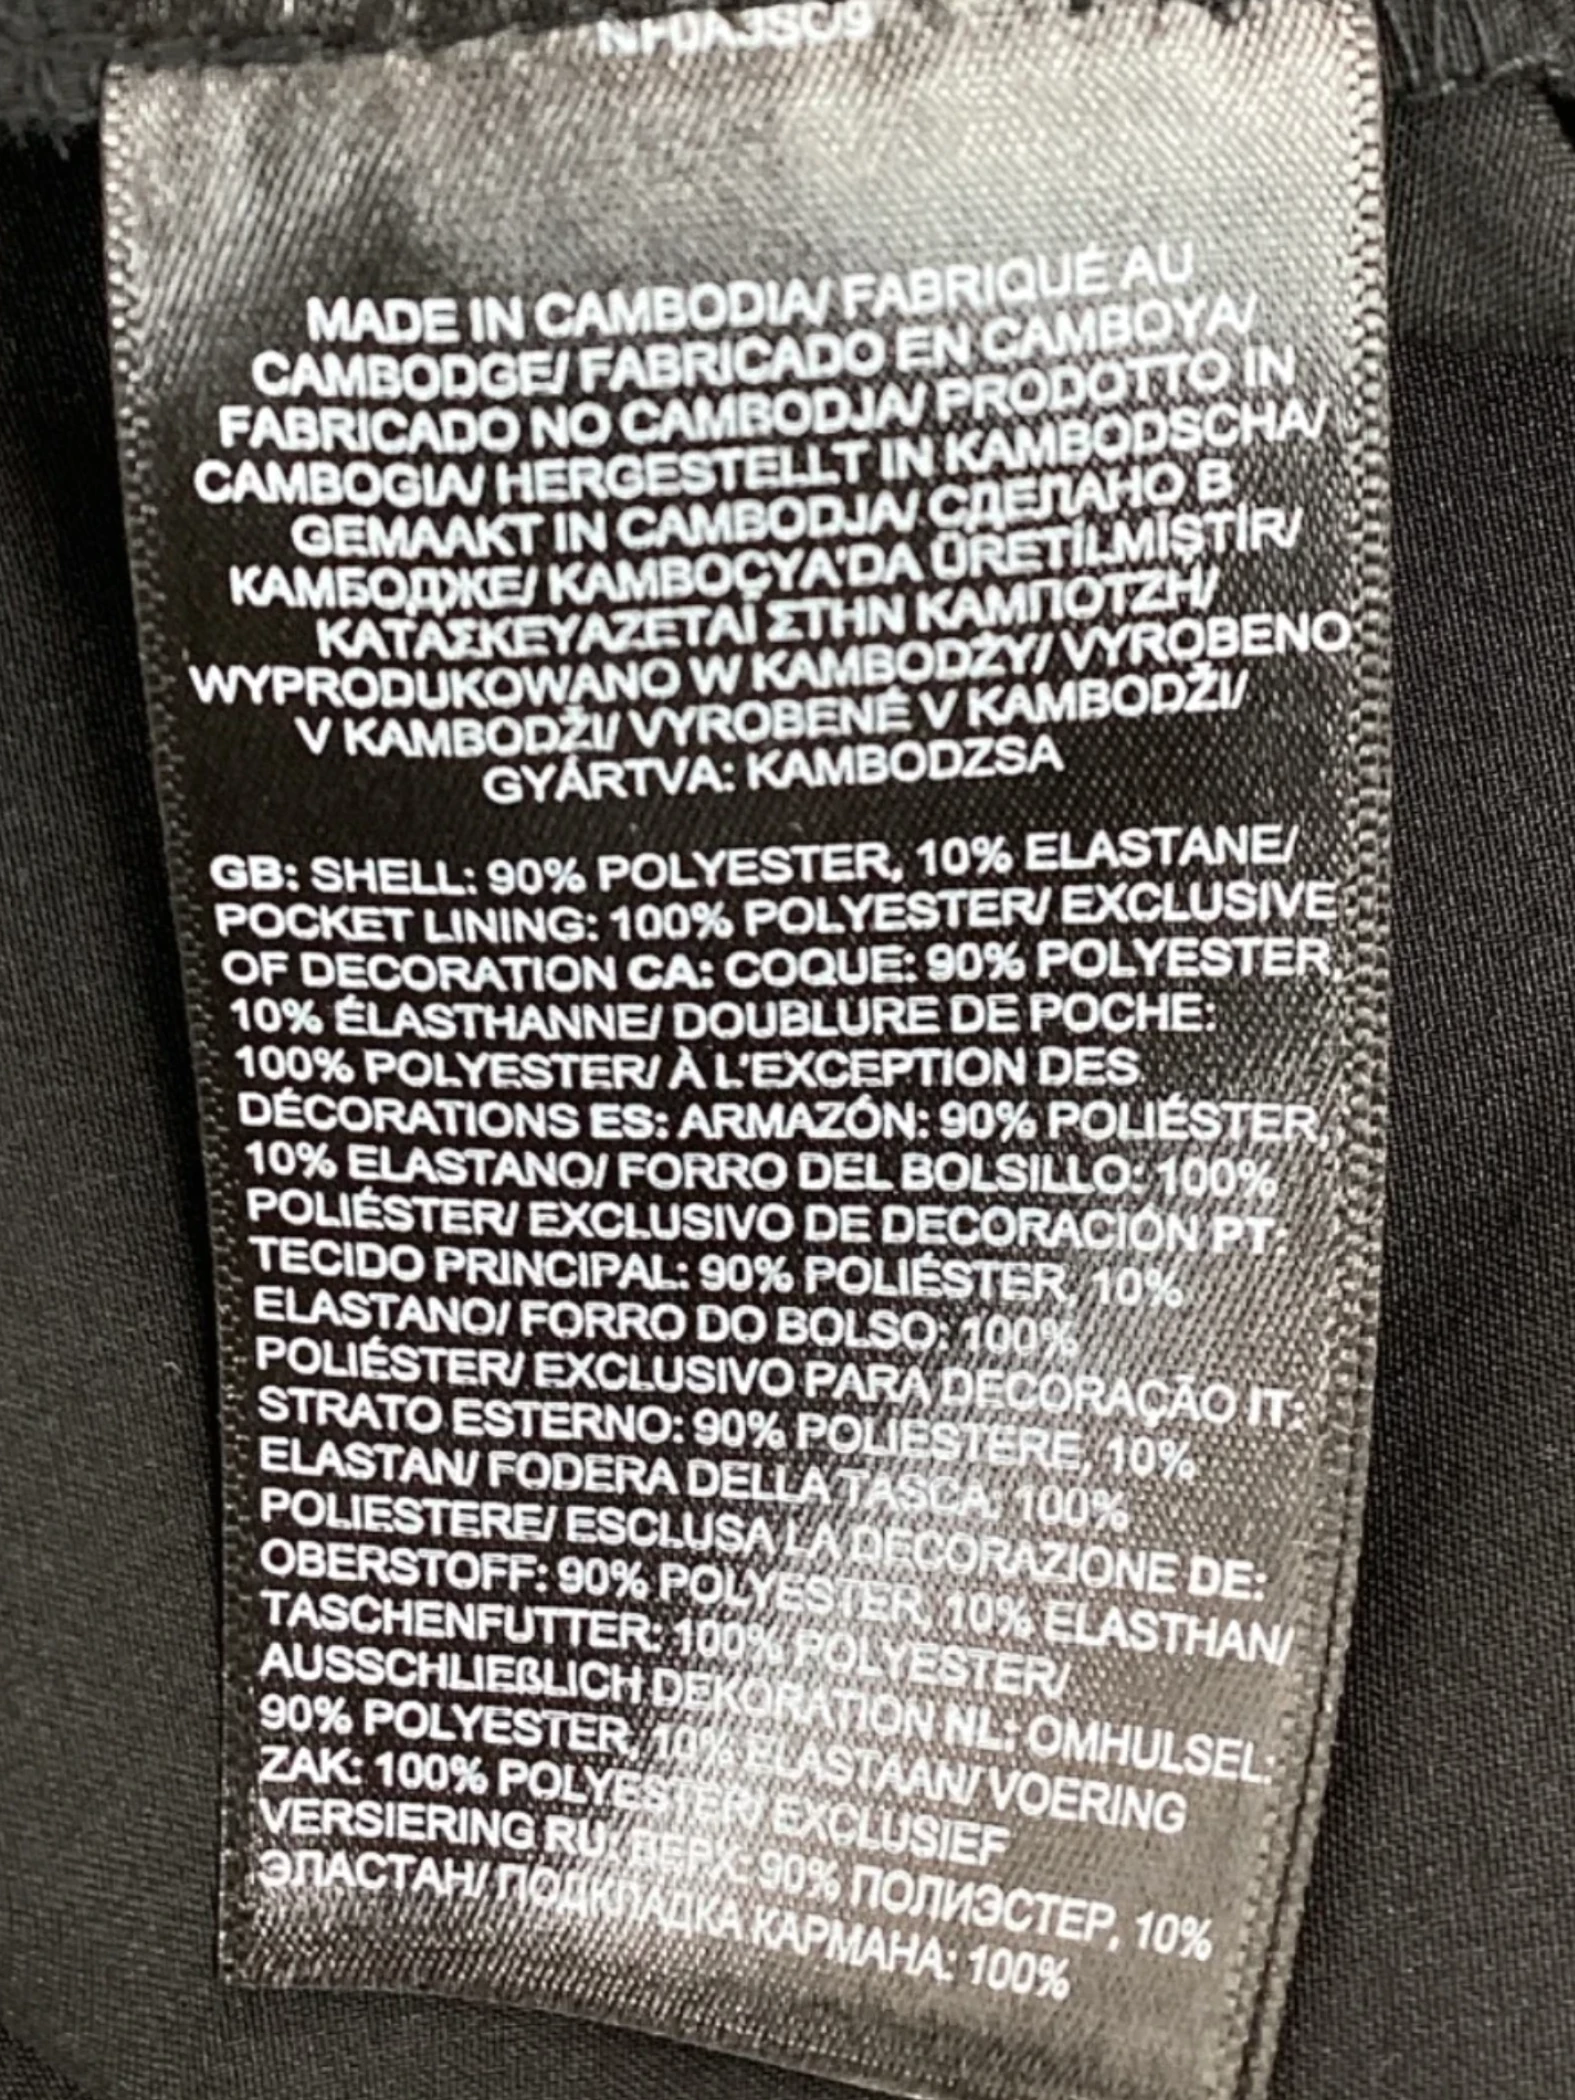 MADE IN CAMBODIA/ FABRIQUÉ AU
CAMBODGE/ FABRICADO EN CAMBOYA/
FABRICADO NO CAMBODJA/ PRODOTTO IN
CAMBOGIA/ HERGESTELLT IN KAMBODSCHA/
GEMAAKT IN CAMBODJA/ СДЕЛАНО В
КАМБОДЖЕ/ KAMBOÇYA'DA ÜRETİLMİŞTİR/
ΚΑΤΑΣΚΕΥΑΖΕΤΑΪ ΣΤΗΝ ΚΑΜΠΟΤΖΗ/
WYPRODUKOWANO W KAMBODŻY/ VYROBENO
V KAMBODŽI/ VYROBENÉ V KAMBODŽI/
GYÁRTVA: KAMBODZSA
GB: SHELL: 90% POLYESTER, 10% ELASTANE/
POCKET LINING: 100% POLYESTER/ EXCLUSIVE
OF DECORATION CA: COQUE: 90% POLYESTER,
10% ÉLASTHANNE/ DOUBLURE DE POCHE:
100% POLYESTER/ À L'EXCEPTION DES
DÉCORATIONS ES: ARMAZÓN: 90% POLIÉSTER,
10% ELASTANO/ FORRO DEL BOLSILLO: 100%
POLIÉSTER/ EXCLUSIVO DE DECORACIÓN PT:
TECIDO PRINCIPAL: 90% POLIÉSTER, 10%
ELASTANO/ FORRO DO BOLSO: 100%
POLIÉSTER/ EXCLUSIVO PARA DECORAÇÃO IT:
STRATO ESTERNO: 90% POLIESTERE, 10%
ELASTAN/ FODERA DELLA TASCA: 100%
POLIESTERE/ ESCLUSA LA DECORAZIONE DE:
OBERSTOFF: 90% POLYESTER, 10% ELASTHAN/
TASCHENFUTTER: 100% POLYESTER/
AUSSCHLIEßLICH DEKORATION NL: OMHULSEL:
90% POLYESTER, 10% ELASTAAN/ VOERING
ZAK: 100% POLYESTER/ EXCLUSIEF
VERSIERING RU: ВЕРХ: 90% ПОЛИЭСТЕР, 10%
ЭЛАСТАН/ ПОДКЛАДКА КАРМАНА: 100%